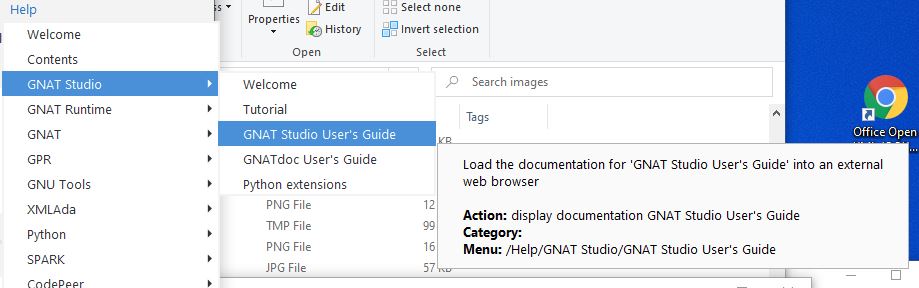 Help
Welcome
Contents
GNAT Studio
GNAT Runtime
GNAT
GPR
GNU Tools
XMLAda
Python
SPARK
CodePeer
Welcome
Tutorial
GNAT Studio User's Guide
GNATdoc User's Guide
Python extensions
Properties
Edit
History
Open
Select none
Invert selection
Select
Search images
Tags
KB
PNG File 12
TMP File 99
PNG File 16
JPG File 57 KB
Load the documentation for 'GNAT Studio User's Guide' into an external
web browser
Action: display documentation GNAT Studio User's Guide
Category:
Menu: /Help/GNAT Studio/GNAT Studio User's Guide
Office Open